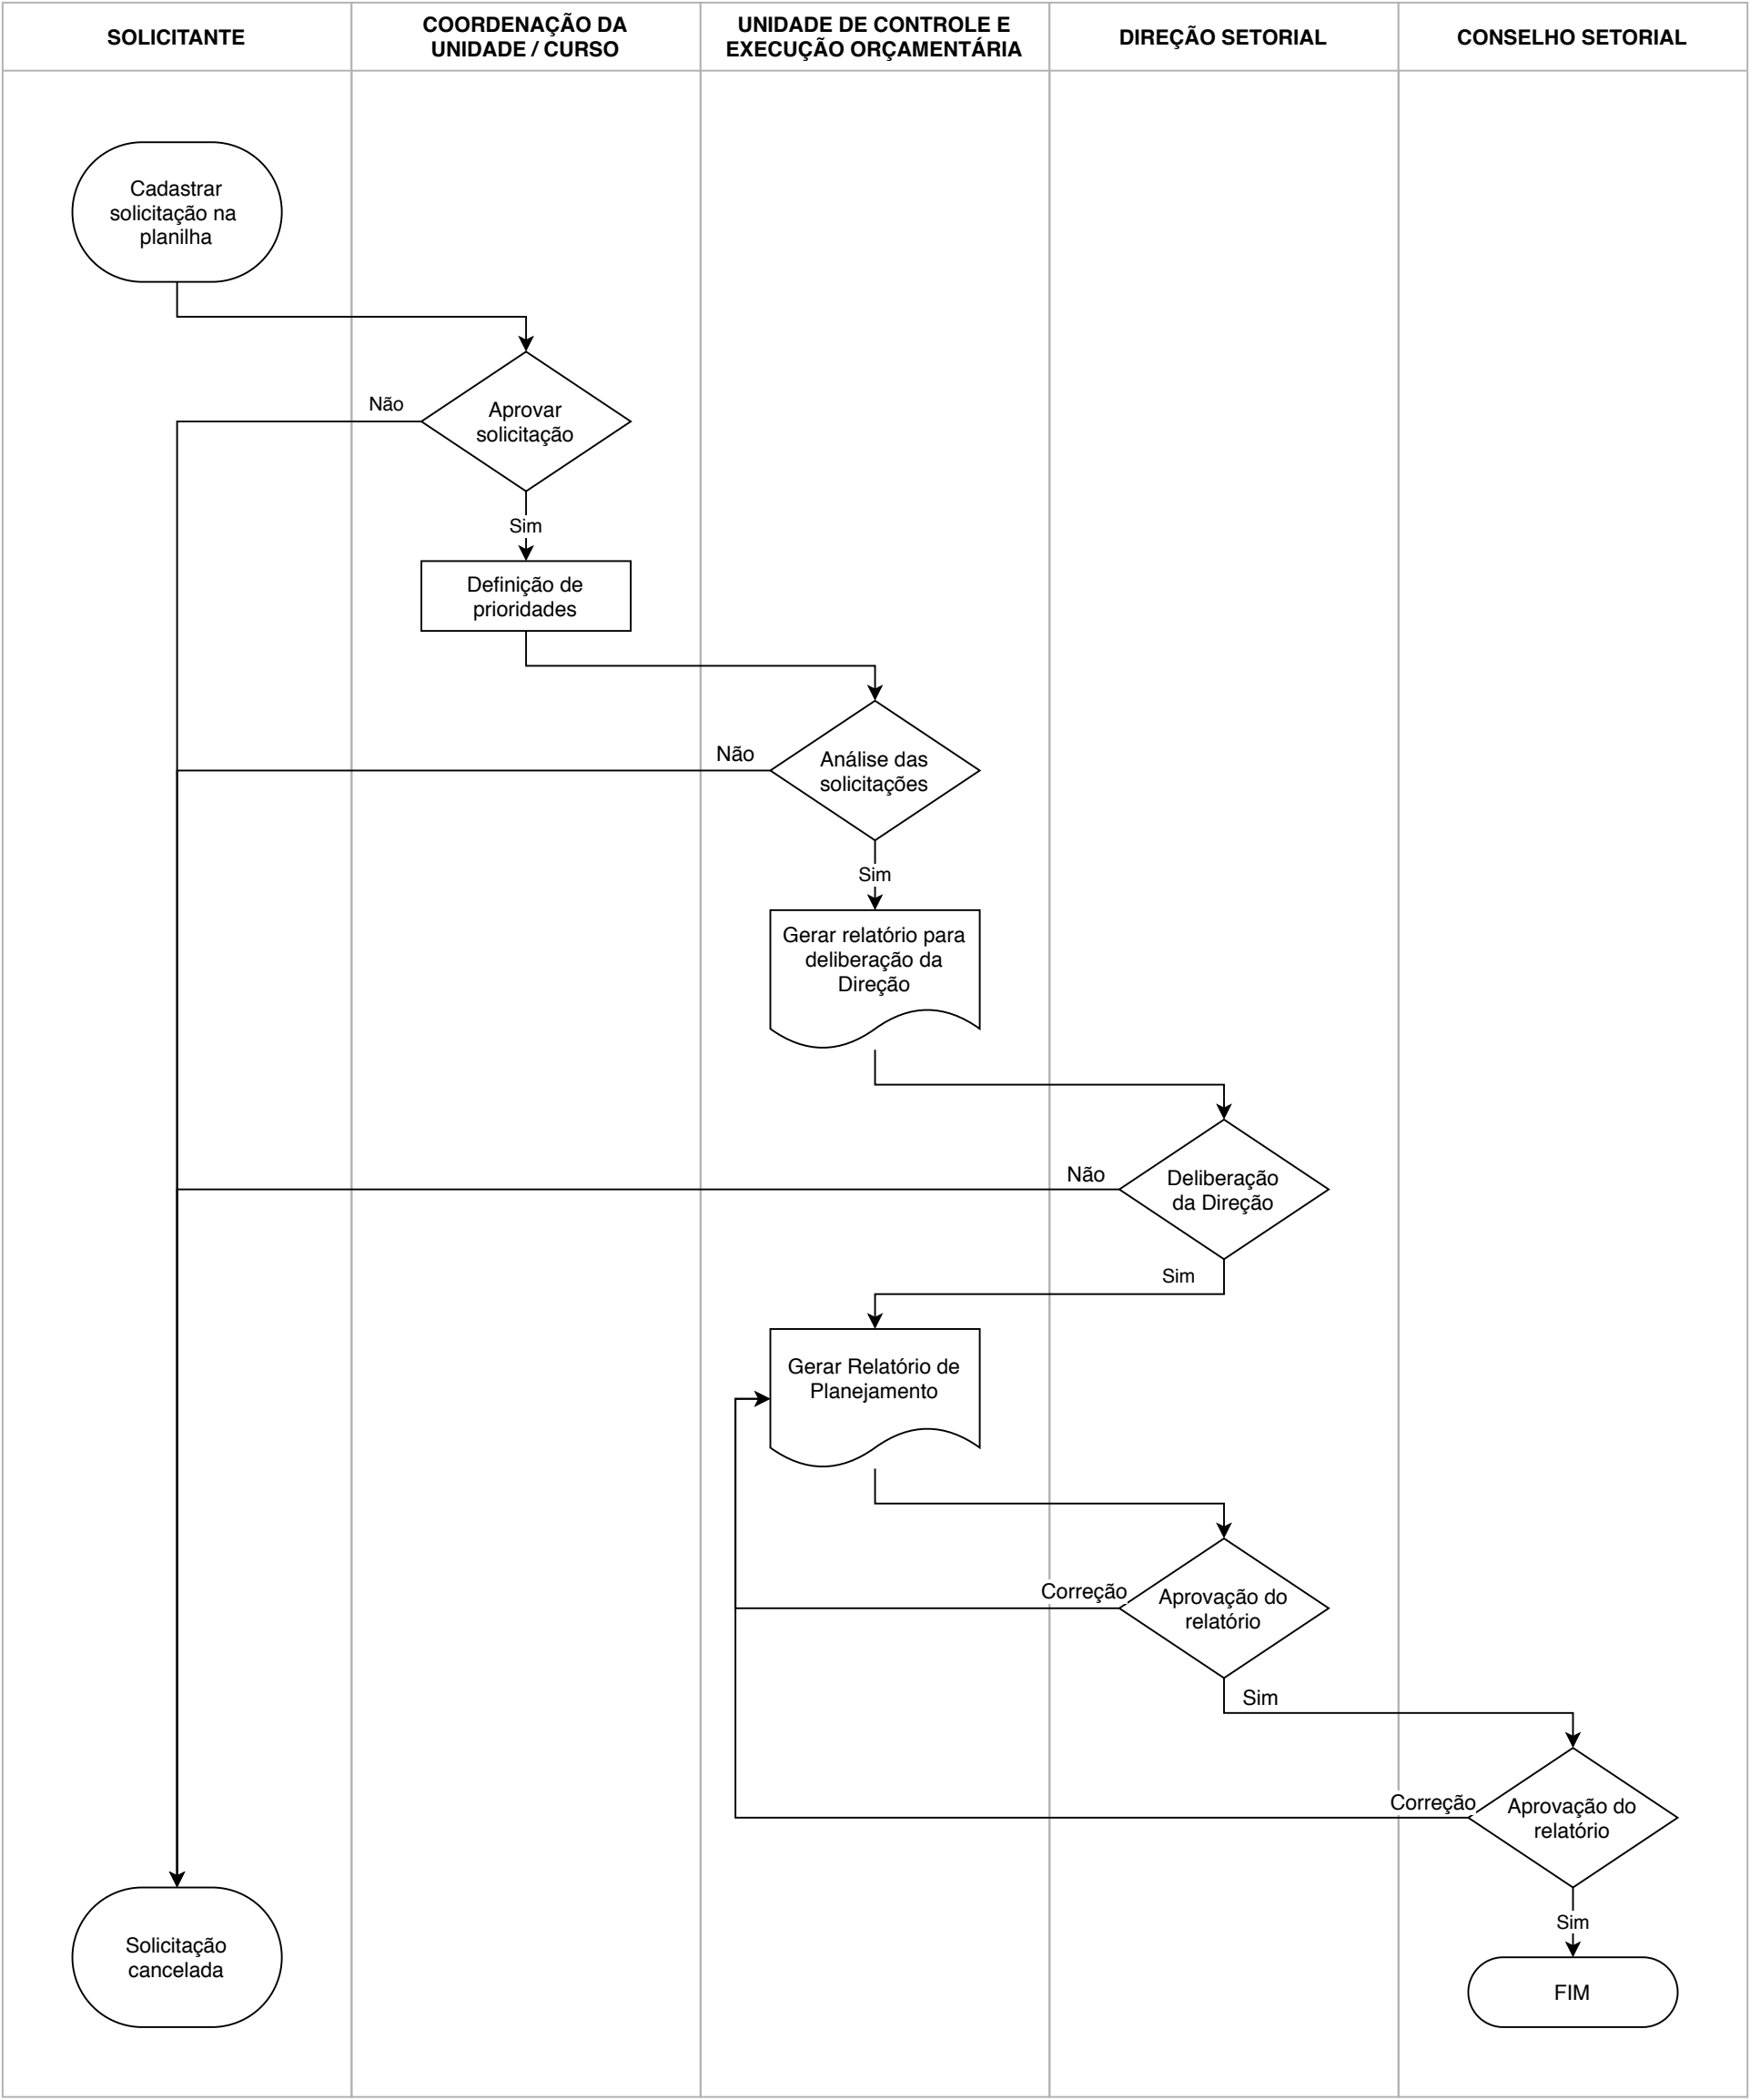 SOLICITANTE
COORDENAÇÃO DA
UNIDADE / CURSO
UNIDADE DE CONTROLE E
EXECUÇÃO ORÇAMENTÁRIA
DIREÇÃO SETORIAL
CONSELHO SETORIAL
Cadastrar
solicitação na
planilha
Não
Aprovar
solicitação
Sim
Definição de
prioridades
Não
Análise das
solicitações
Sim
Gerar relatório para
deliberação da
Direção
Não
Deliberação
da Direção
Sim
Gerar Relatório de
Planejamento
Correção
Aprovação do
relatório
Sim
Correção
Aprovação do
relatório
Sim
Solicitação
cancelada
FIM